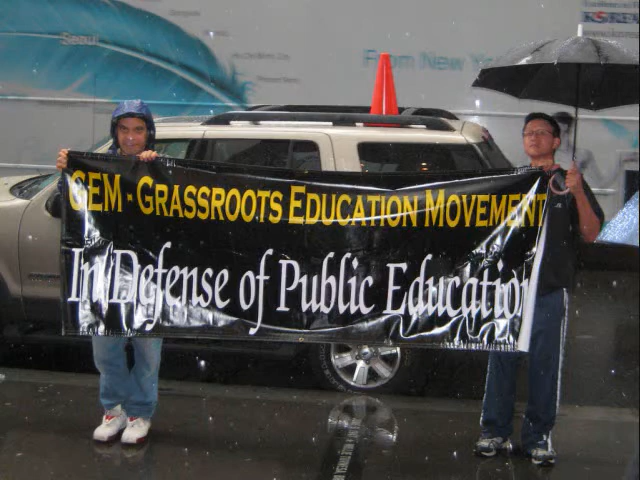 Seoul
From New York
GEM - GRASSROOTS EDUCATION MOVEMENT
In Defense of Public Education